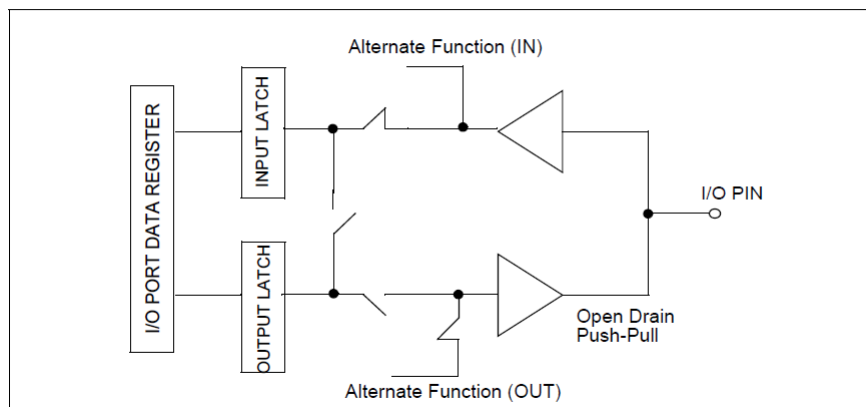 Alternate Function (IN)
I/O PORT DATA REGISTER
INPUT LATCH
I/O PIN
OUTPUT LATCH
Open Drain
Push-Pull
Alternate Function (OUT)